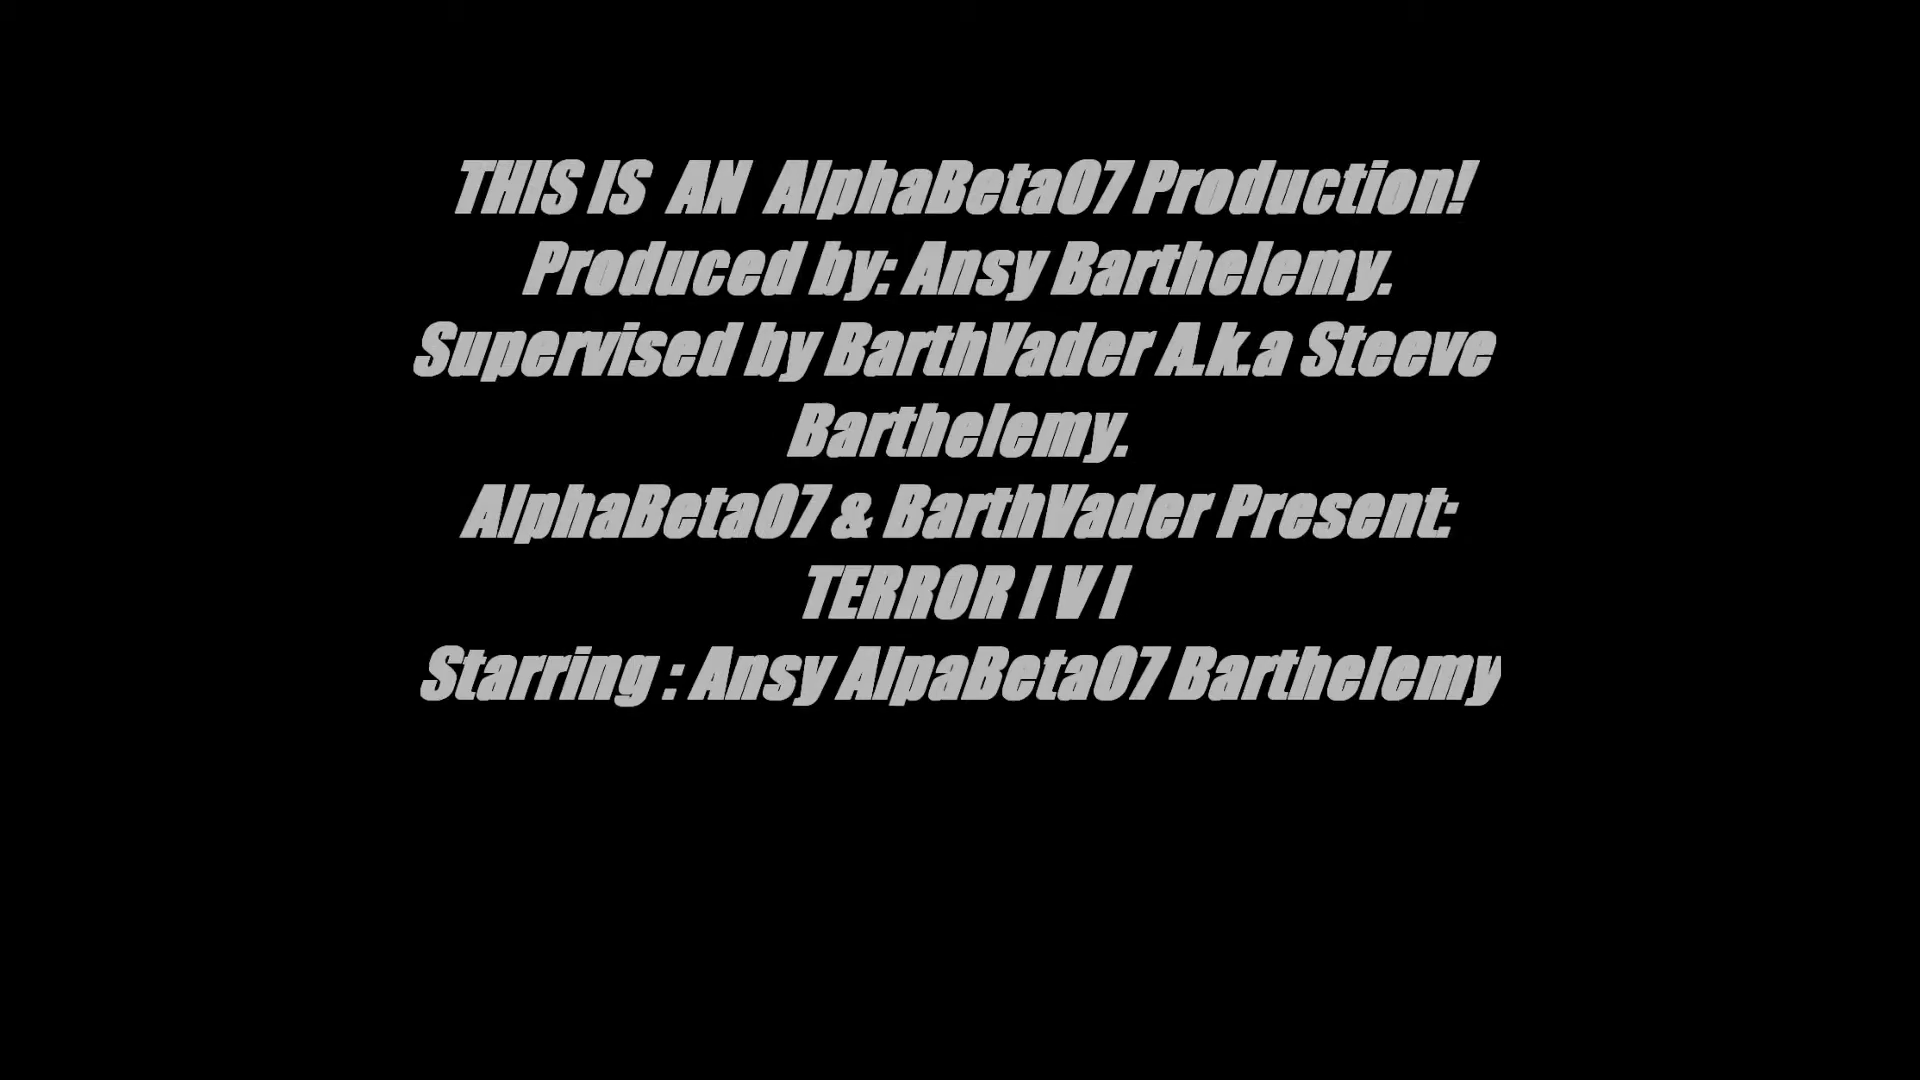 THIS IS AN AlphaBeta07 Production!
Produced by: Ansy Barthelemy.
Supervised by BarthVader A.k.a Steeve
Barthelemy.
AlphaBeta07 & BarthVader Present:
TERROR I V I
Starring : Ansy AlpaBeta07 Barthelemy